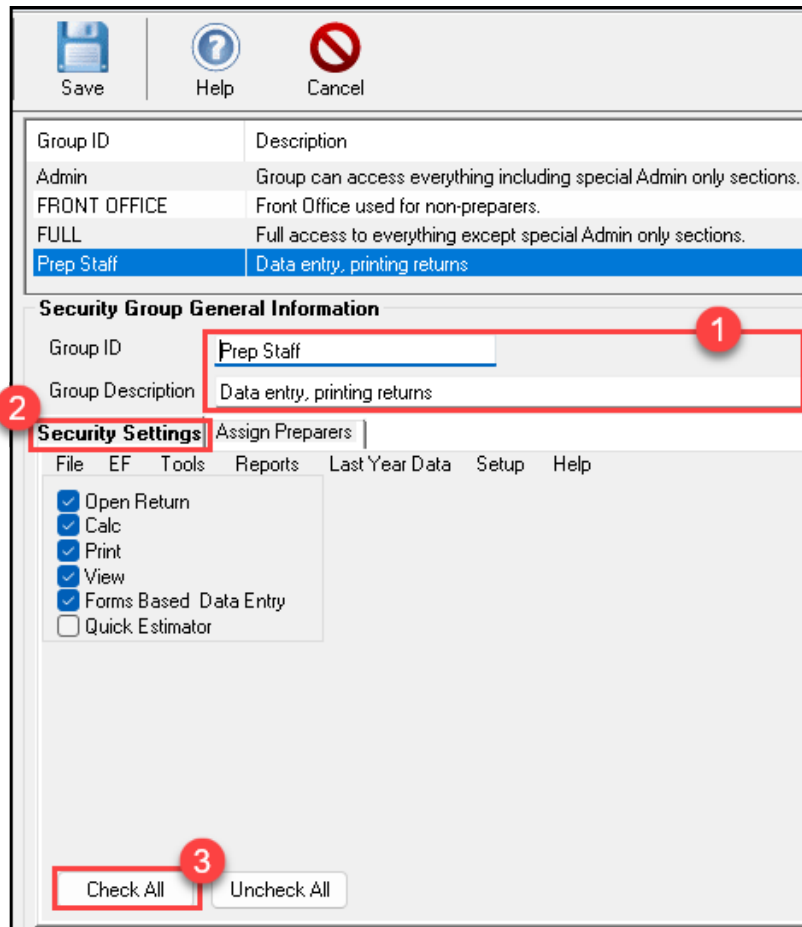 Save Help Cancel
Group ID Description
Admin Group can access everything including special Admin only sections.
FRONT OFFICE Front Office used for non-preparers.
FULL Full access to everything except special Admin only sections.
Prep Staff Data entry, printing returns
Security Group General Information
1
Group ID Prep Staff
Group Description Data entry, printing returns
2
Security Settings Assign Preparers
File EF Tools Reports Last Year Data Setup Help
Open Return
Calc
Print
View
Forms Based Data Entry
Quick Estimator
3
Check All Uncheck All